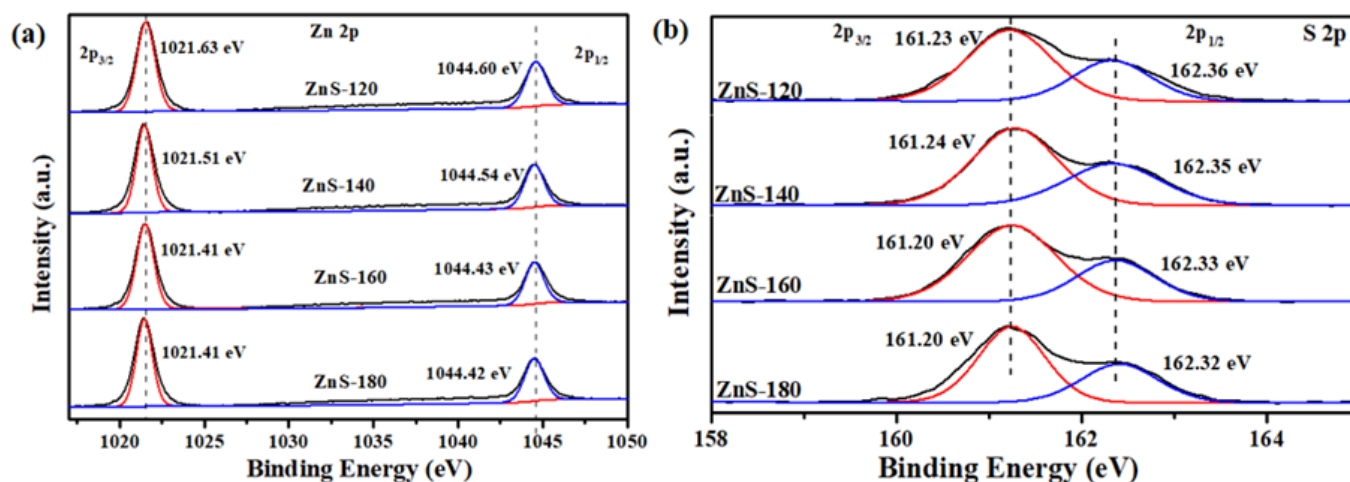 (a)
Zn 2p
2p3/2
2p1/2
1021.63 eV
1044.60 eV
ZnS-120
1021.51 eV
1044.54 eV
ZnS-140
1021.41 eV
1044.43 eV
ZnS-160
1021.41 eV
1044.42 eV
ZnS-180
Intensity (a.u.)
1020 1025 1030 1035 1040 1045 1050
Binding Energy (eV)
(b)
2p3/2
2p1/2
S 2p
161.23 eV
162.36 eV
ZnS-120
161.24 eV
162.35 eV
ZnS-140
161.20 eV
162.33 eV
ZnS-160
161.20 eV
162.32 eV
ZnS-180
Intensity (a.u.)
158 160 162 164
Binding Energy (eV)